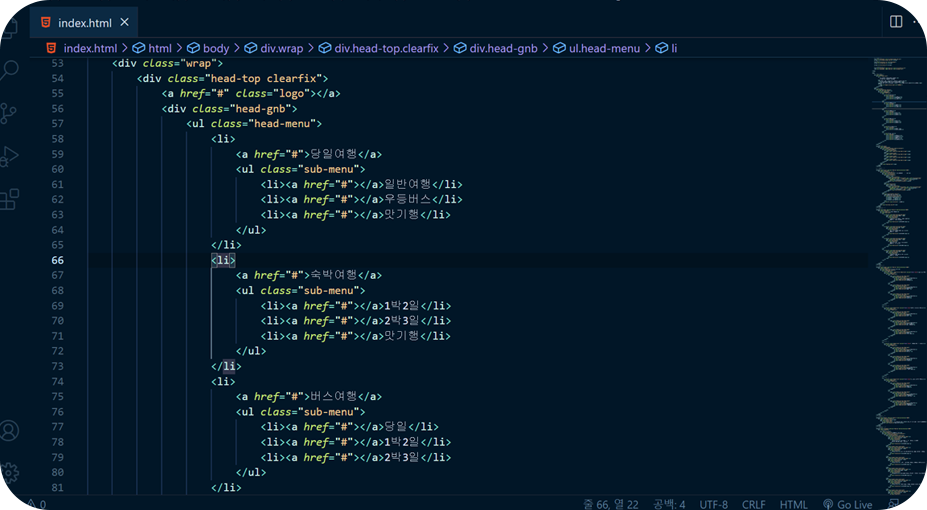 index.html ×
index.html > html > body > div.wrap > div.head-top.clearfix > div.head-gnb > ul.head-menu > li
53 <div class="wrap">
54 <div class="head-top clearfix">
55 <a href="#" class="logo"></a>
56 <div class="head-gnb">
57 <ul class="head-menu">
58 <li>
59 <a href="#">당일여행</a>
60 <ul class="sub-menu">
61 <li><a href="#"></a>일반여행</li>
62 <li><a href="#"></a>우등버스</li>
63 <li><a href="#"></a>맛기행</li>
64 </ul>
65 </li>
66 <li>
67 <a href="#">숙박여행</a>
68 <ul class="sub-menu">
69 <li><a href="#"></a>1박2일</li>
70 <li><a href="#"></a>2박3일</li>
71 <li><a href="#"></a>맛기행</li>
72 </ul>
73 </li>
74 <li>
75 <a href="#">버스여행</a>
76 <ul class="sub-menu">
77 <li><a href="#"></a>당일</li>
78 <li><a href="#"></a>1박2일</li>
79 <li><a href="#"></a>2박3일</li>
80 </ul>
81 </li>
0 줄 66, 열 22 공백: 4 UTF-8 CRLF HTML Go Live